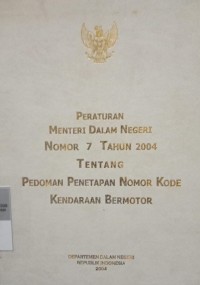 PERATURAN
MENTERI DALAM NEGERI
NOMOR 7 TAHUN 2004
TENTANG
PEDOMAN PENETAPAN NOMOR KODE
KENDARAAN BERMOTOR
DEPARTEMEN DALAM NEGERI
REPUBLIK INDONESIA
2004